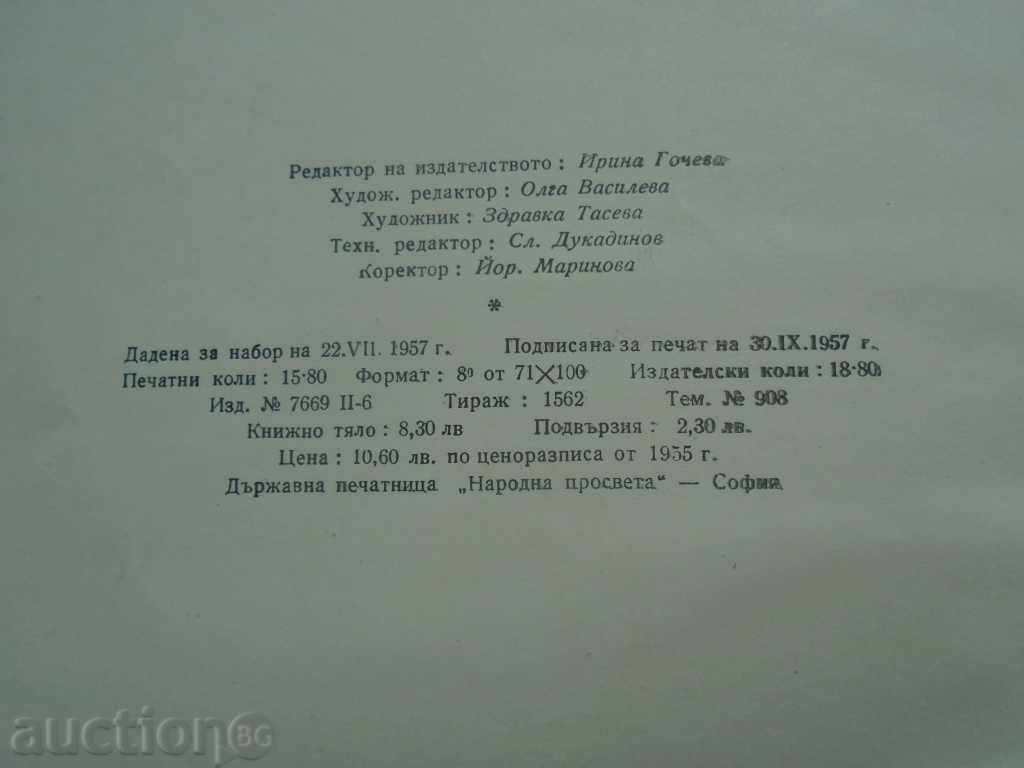 Редактор на издателството : Ирина Гочева
Худож. редактор : Олга Василева
Художник : Здравка Тасева
Техн. редактор : Сл. Дукадинов
Коректор : Йор. Маринова
*
Дадена за набор на 22.VII. 1957 г. Подписана за печат на 30.IX.1957 г.
Печатни коли : 15·80 Формат : 8⁰ от 71×100 Издателски коли : 18·80
Изд. № 7669 II-6 Тираж : 1562 Тем. № 908
Книжно тяло : 8,30 лв Подвързия : 2,30 лв.
Цена : 10,60 лв. по ценоразписа от 1955 г.
Държавна печатница „Народна просвета“ — София
auction BG